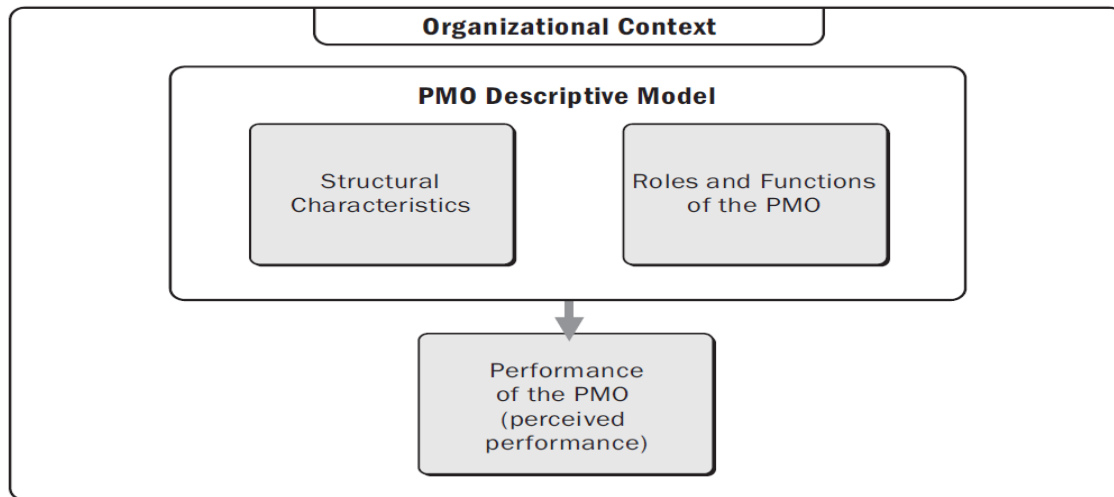 Organizational Context
PMO Descriptive Model
Structural
Characteristics
Roles and Functions
of the PMO
Performance
of the PMO
(perceived
performance)